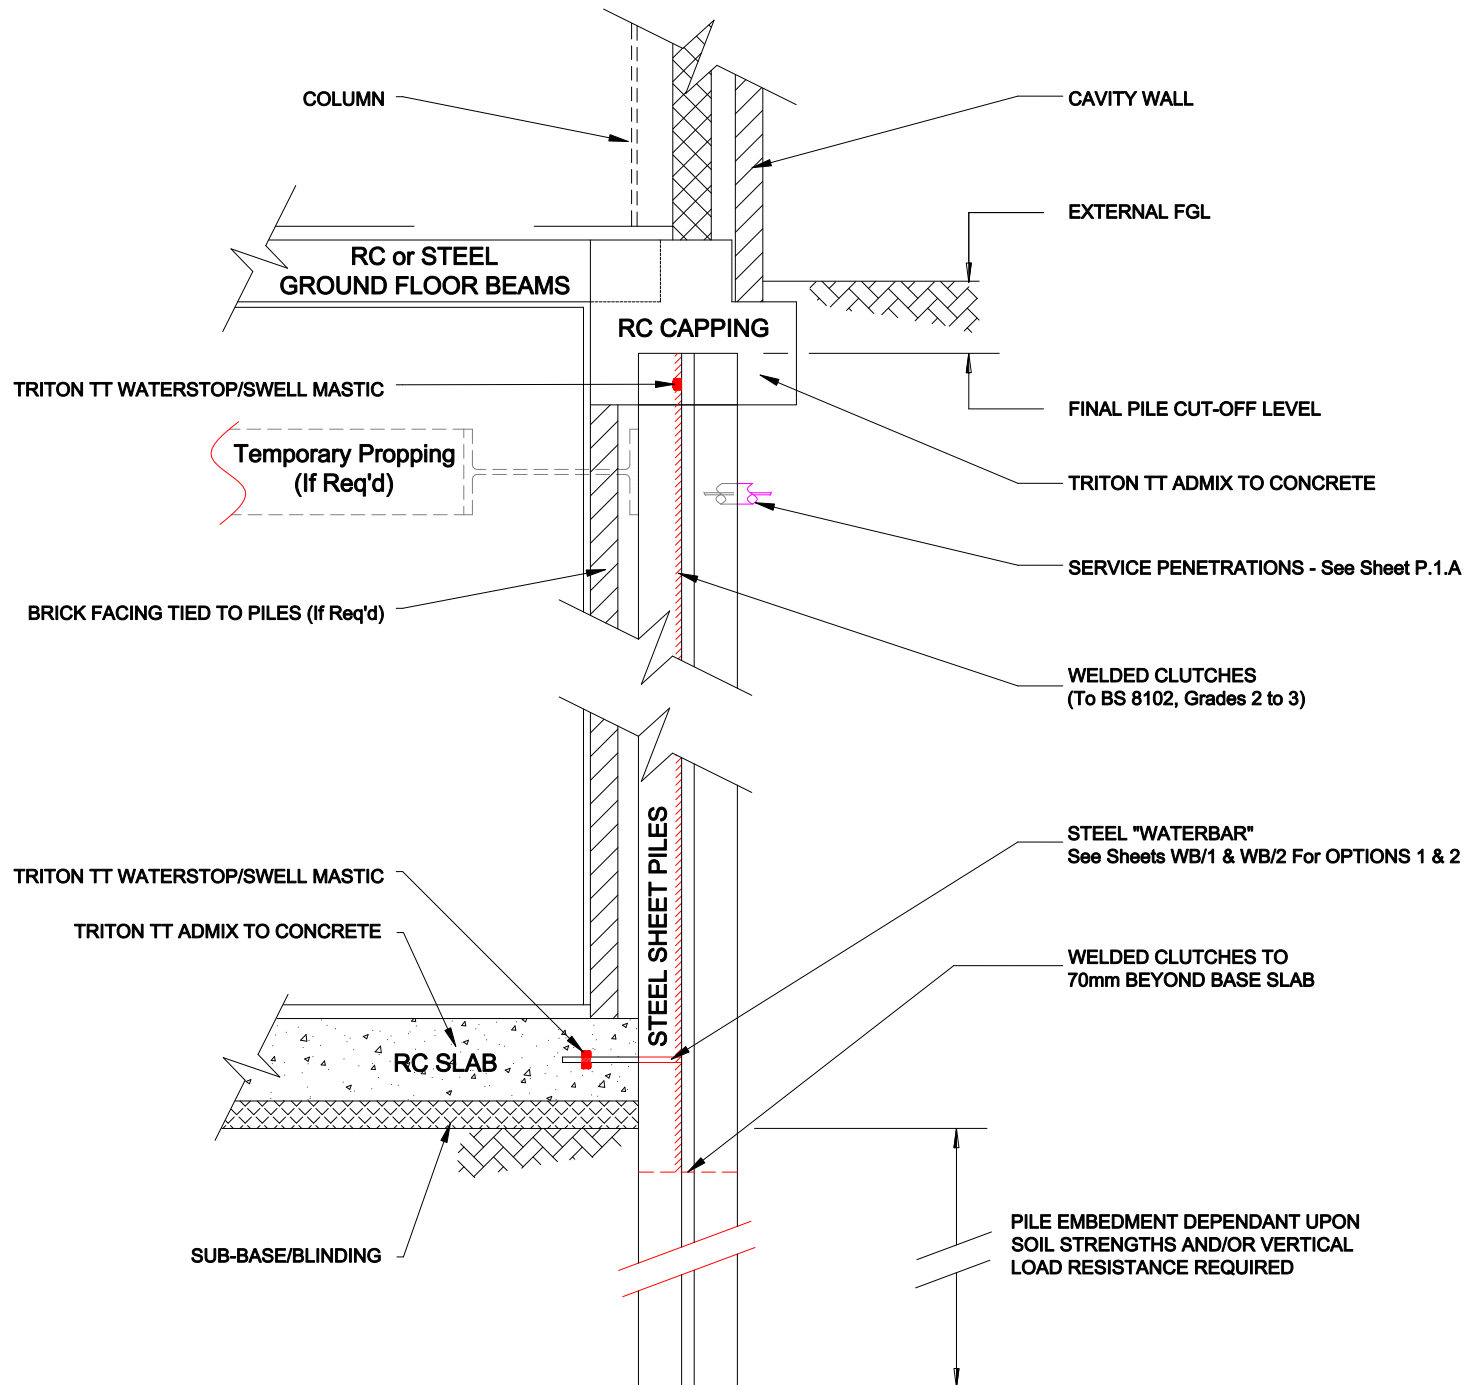 COLUMN
CAVITY WALL
EXTERNAL FGL
RC or STEEL
GROUND FLOOR BEAMS
RC CAPPING
TRITON TT WATERSTOP/SWELL MASTIC
FINAL PILE CUT-OFF LEVEL
Temporary Propping
(If Req'd)
TRITON TT ADMIX TO CONCRETE
SERVICE PENETRATIONS - See Sheet P.1.A
BRICK FACING TIED TO PILES (If Req'd)
WELDED CLUTCHES
(To BS 8102, Grades 2 to 3)
STEEL SHEET PILES
STEEL "WATERBAR"
See Sheets WB/1 & WB/2 For OPTIONS 1 & 2
TRITON TT WATERSTOP/SWELL MASTIC
TRITON TT ADMIX TO CONCRETE
WELDED CLUTCHES TO
70mm BEYOND BASE SLAB
RC SLAB
SUB-BASE/BLINDING
PILE EMBEDMENT DEPENDANT UPON
SOIL STRENGTHS AND/OR VERTICAL
LOAD RESISTANCE REQUIRED